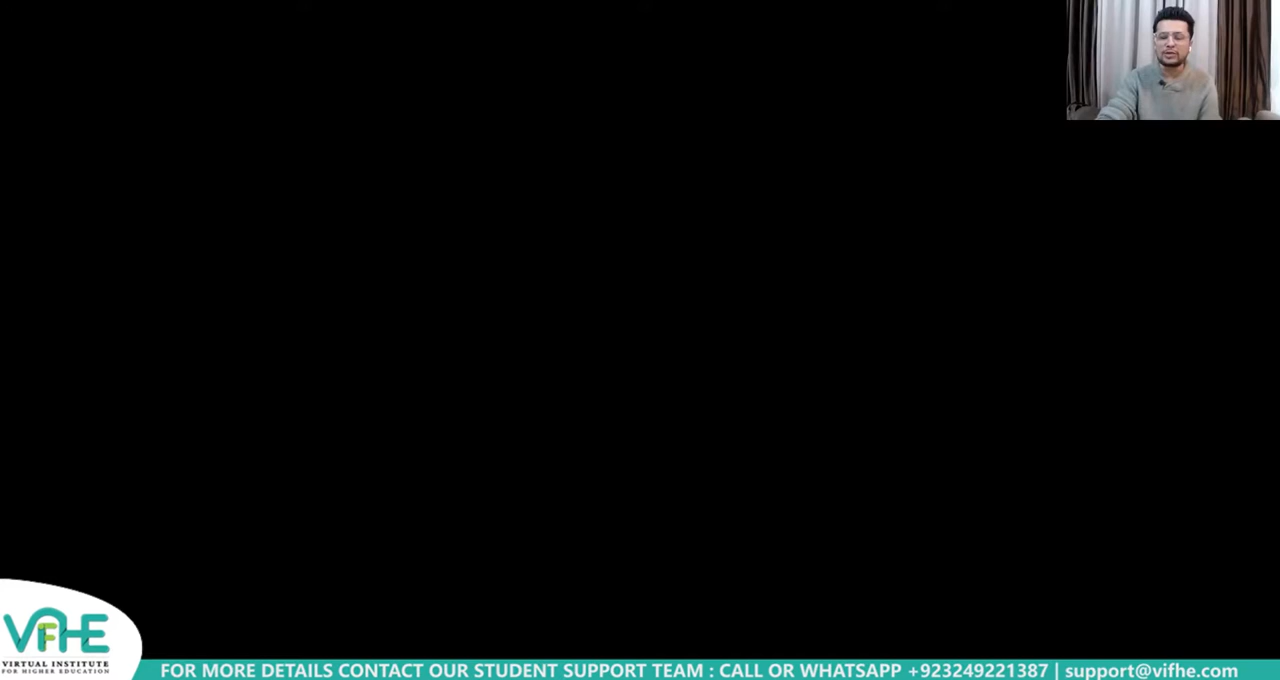 VIFHE
VIRTUAL INSTITUTE
FOR HIGHER EDUCATION
FOR MORE DETAILS CONTACT OUR STUDENT SUPPORT TEAM : CALL OR WHATSAPP +923249221387 | support@vifhe.com